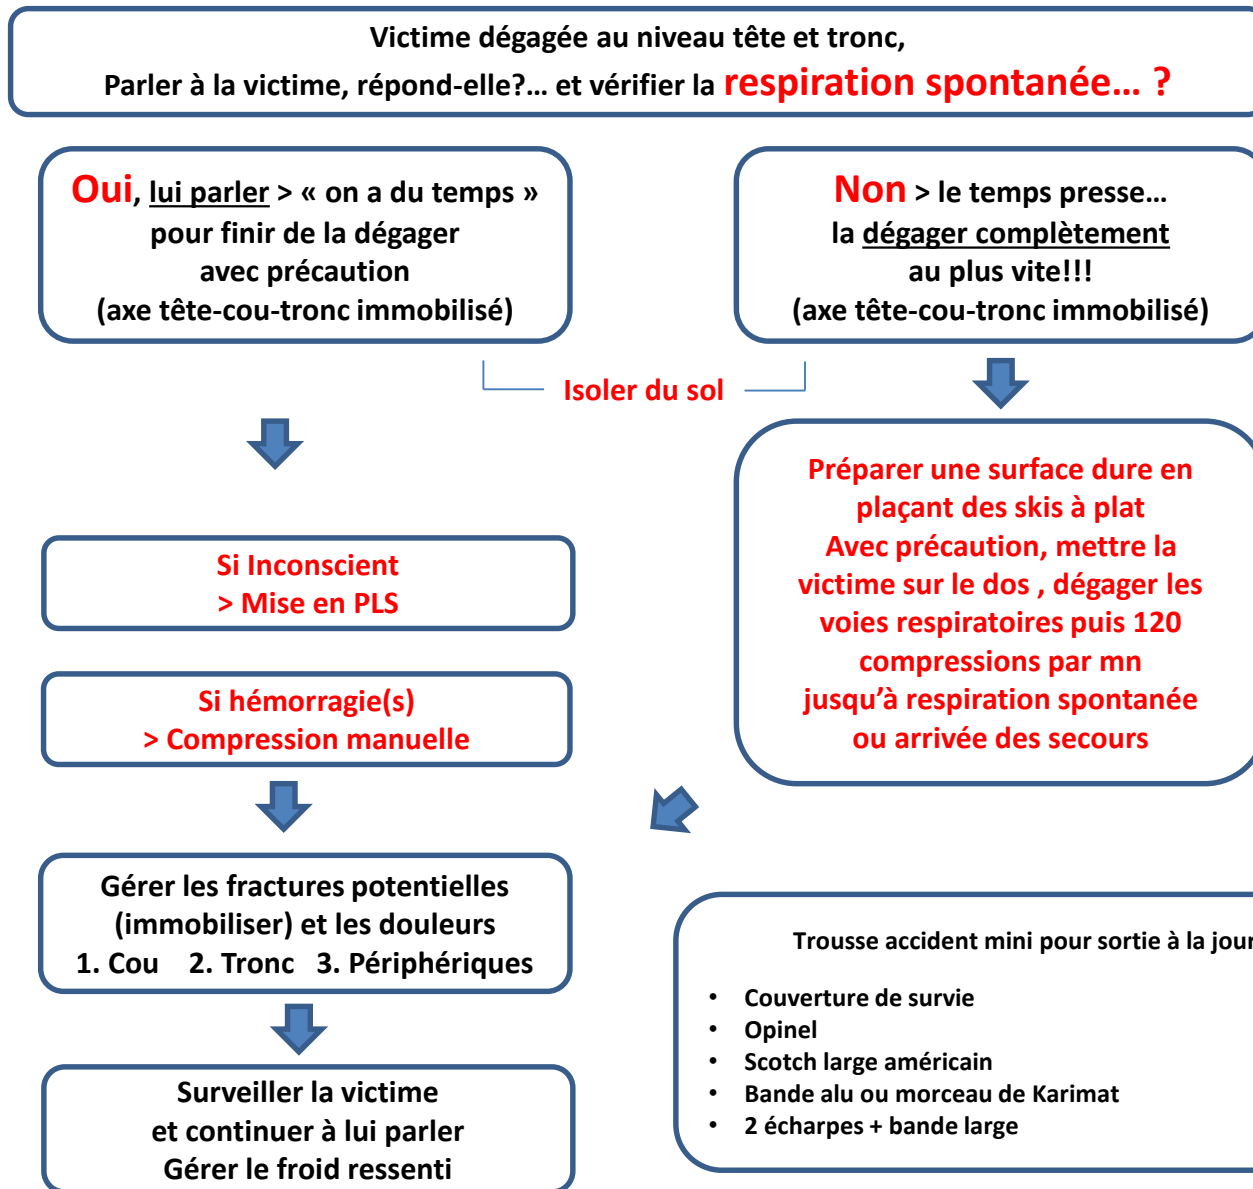 Victime dégagée au niveau tête et tronc,
Parler à la victime, répond-elle?... et vérifier la respiration spontanée... ?
Oui, lui parler > « on a du temps »
pour finir de la dégager
avec précaution
(axe tête-cou-tronc immobilisé)
Non > le temps presse…
la dégager complètement
au plus vite!!!
(axe tête-cou-tronc immobilisé)
Isoler du sol
Préparer une surface dure en
plaçant des skis à plat
Avec précaution, mettre la
victime sur le dos , dégager les
voies respiratoires puis 120
compressions par mn
jusqu’à respiration spontanée
ou arrivée des secours
Si Inconscient
> Mise en PLS
Si hémorragie(s)
> Compression manuelle
Gérer les fractures potentielles
(immobiliser) et les douleurs
1. Cou 2. Tronc 3. Périphériques
Surveiller la victime
et continuer à lui parler
Gérer le froid ressenti
Trousse accident mini pour sortie à la jour
• Couverture de survie
• Opinel
• Scotch large américain
• Bande alu ou morceau de Karimat
• 2 écharpes + bande large